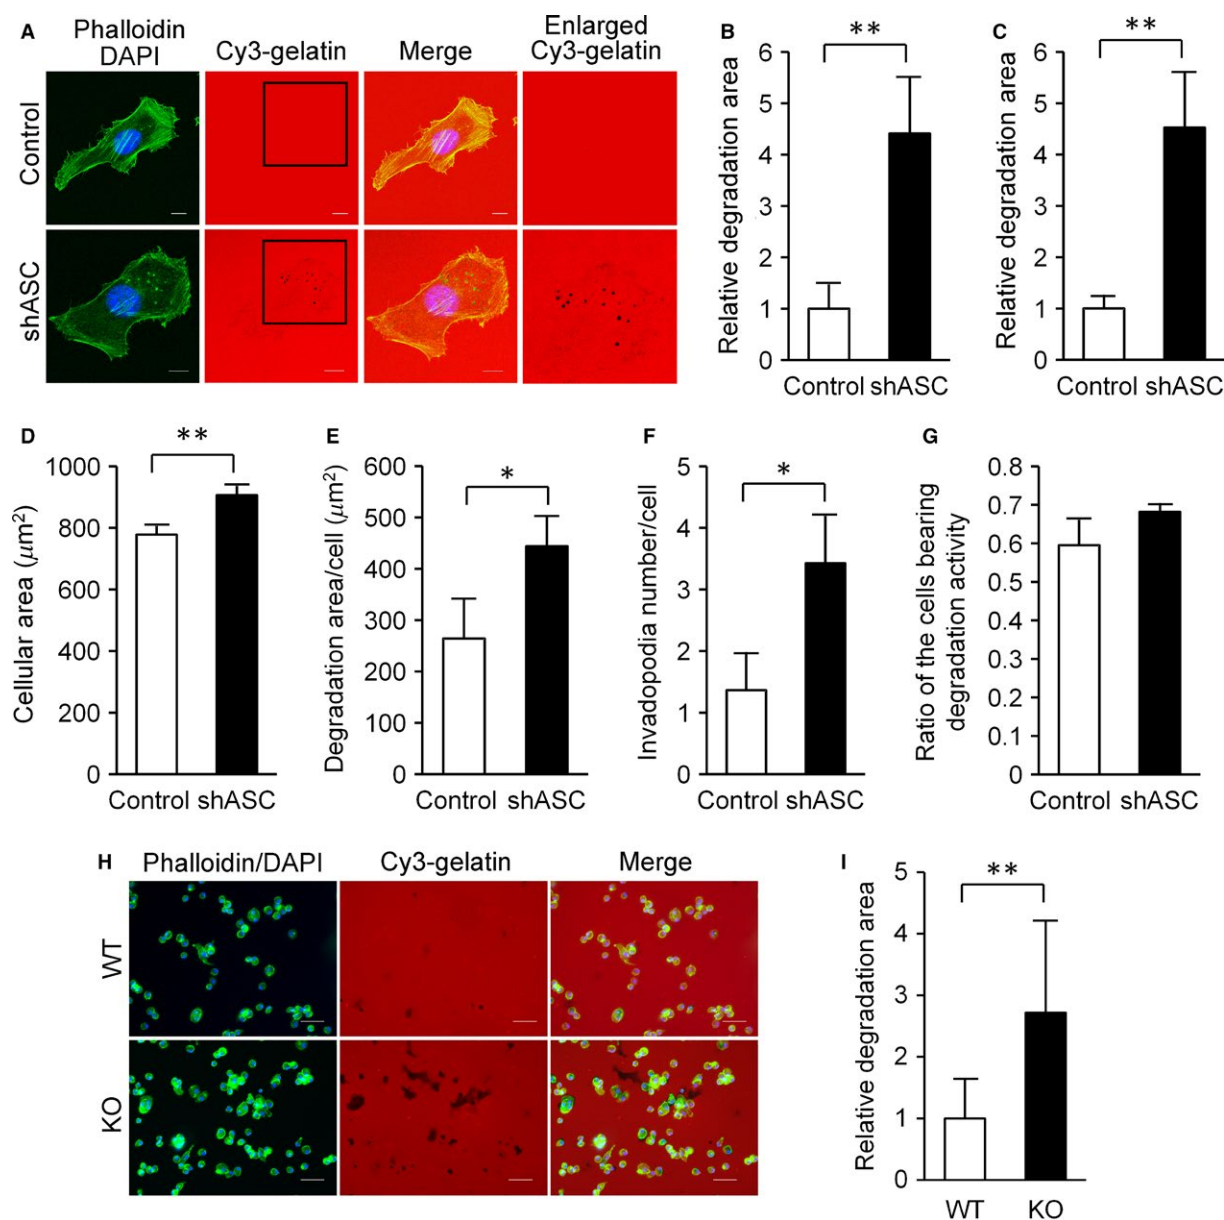 A
Phalloidin
DAPI
Cy3-gelatin
Merge
Enlarged
Cy3-gelatin
Control
shASC
B
**
Relative degradation area
6
5
4
3
2
1
0
Control shASC
C
**
Relative degradation area
6
5
4
3
2
1
0
Control shASC
D
**
Cellular area (μm²)
1000
800
600
400
200
0
Control shASC
E
*
Degradation area/cell (μm²)
600
500
400
300
200
100
0
Control shASC
F
*
Invadopodia number/cell
5
4
3
2
1
0
Control shASC
G
Ratio of the cells bearing
degradation activity
0.8
0.7
0.6
0.5
0.4
0.3
0.2
0.1
0
Control shASC
H
Phalloidin/DAPI
Cy3-gelatin
Merge
WT
KO
I
**
Relative degradation area
5
4
3
2
1
0
WT
KO